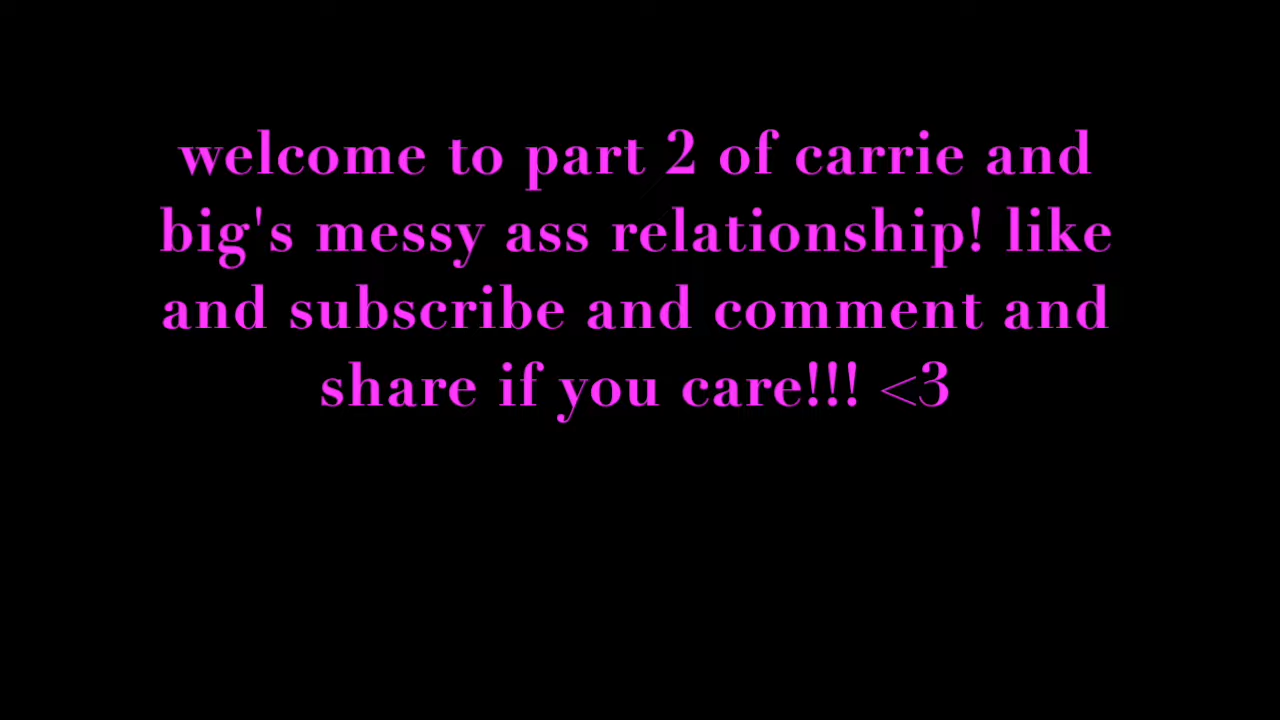 welcome to part 2 of carrie and
big's messy ass relationship! like
and subscribe and comment and
share if you care!!! <3